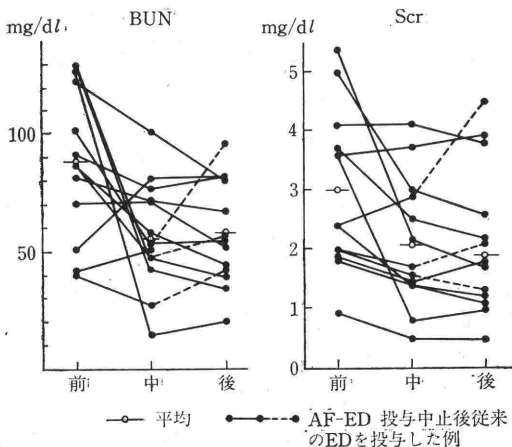 BUN
mg/dl
100
50
前
中
後
Scr
mg/dl
5
4
3
2
1
0
前
中
後
平均
AF-ED 投与中止後従来
のEDを投与した例